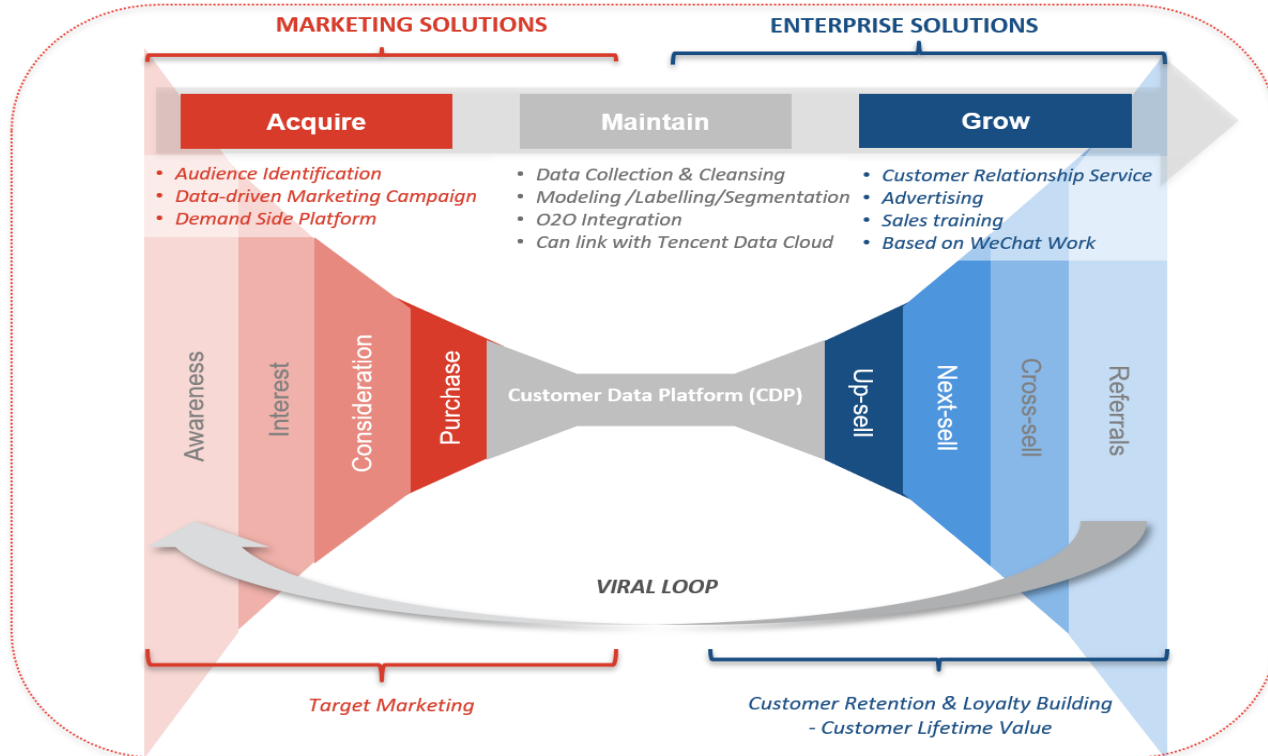 MARKETING SOLUTIONS
ENTERPRISE SOLUTIONS
Acquire
Maintain
Grow
• Audience Identification
• Data-driven Marketing Campaign
• Demand Side Platform
• Data Collection & Cleansing
• Modeling /Labelling/Segmentation
• O2O Integration
• Can link with Tencent Data Cloud
• Customer Relationship Service
• Advertising
• Sales training
• Based on WeChat Work
Awareness
Interest
Consideration
Purchase
Customer Data Platform (CDP)
Up-sell
Next-sell
Cross-sell
Referrals
VIRAL LOOP
Target Marketing
Customer Retention & Loyalty Building
- Customer Lifetime Value